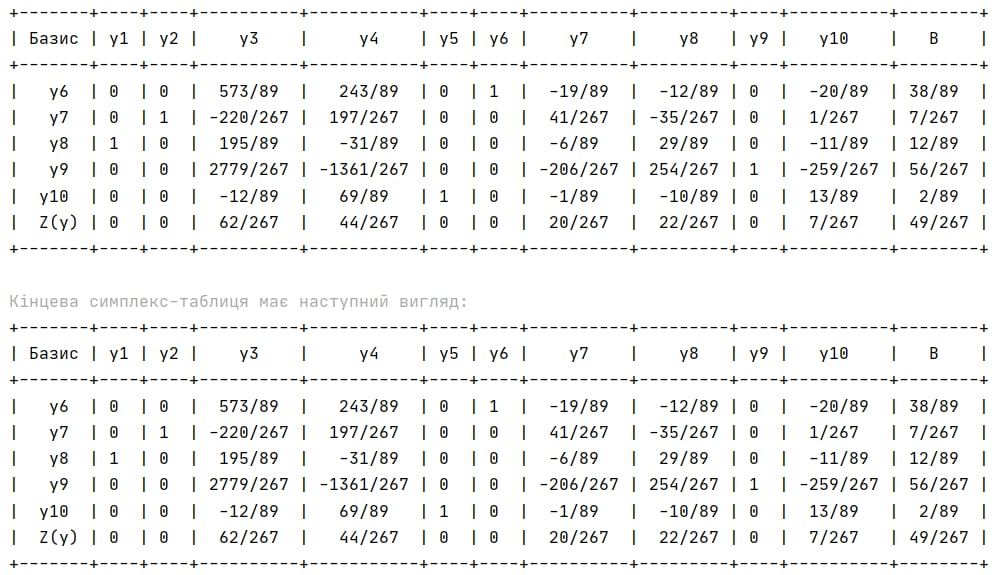 +-------+----+----+----------+-----------+----+----+----------+---------+----+----------+--------+
| Базис | y1 | y2 |    y3    |     y4    | y5 | y6 |    y7    |    y8   | y9 |   y10    |   B    |
+-------+----+----+----------+-----------+----+----+----------+---------+----+----------+--------+
|   y6  | 0  | 0  |  573/89  |   243/89  | 0  | 1  |  -19/89  |  -12/89 | 0  |  -20/89  | 38/89  |
|   y7  | 0  | 1  | -220/267 |  197/267  | 0  | 0  |  41/267  | -35/267 | 0  |  1/267   | 7/267  |
|   y8  | 1  | 0  |  195/89  |   -31/89  | 0  | 0  |  -6/89   |  29/89  | 0  |  -11/89  | 12/89  |
|   y9  | 0  | 0  | 2779/267 | -1361/267 | 0  | 0  | -206/267 | 254/267 | 1  | -259/267 | 56/267 |
|  y10  | 0  | 0  |  -12/89  |   69/89   | 1  | 0  |  -1/89   |  -10/89 | 0  |  13/89   |  2/89  |
|  Z(y) | 0  | 0  |  62/267  |   44/267  | 0  | 0  |  20/267  |  22/267 | 0  |  7/267   | 49/267 |
+-------+----+----+----------+-----------+----+----+----------+---------+----+----------+--------+
Кінцева симплекс-таблиця має наступний вигляд:
+-------+----+----+----------+-----------+----+----+----------+---------+----+----------+--------+
| Базис | y1 | y2 |    y3    |     y4    | y5 | y6 |    y7    |    y8   | y9 |   y10    |   B    |
+-------+----+----+----------+-----------+----+----+----------+---------+----+----------+--------+
|   y6  | 0  | 0  |  573/89  |   243/89  | 0  | 1  |  -19/89  |  -12/89 | 0  |  -20/89  | 38/89  |
|   y7  | 0  | 1  | -220/267 |  197/267  | 0  | 0  |  41/267  | -35/267 | 0  |  1/267   | 7/267  |
|   y8  | 1  | 0  |  195/89  |   -31/89  | 0  | 0  |  -6/89   |  29/89  | 0  |  -11/89  | 12/89  |
|   y9  | 0  | 0  | 2779/267 | -1361/267 | 0  | 0  | -206/267 | 254/267 | 1  | -259/267 | 56/267 |
|  y10  | 0  | 0  |  -12/89  |   69/89   | 1  | 0  |  -1/89   |  -10/89 | 0  |  13/89   |  2/89  |
|  Z(y) | 0  | 0  |  62/267  |   44/267  | 0  | 0  |  20/267  |  22/267 | 0  |  7/267   | 49/267 |
+-------+----+----+----------+-----------+----+----+----------+---------+----+----------+--------+